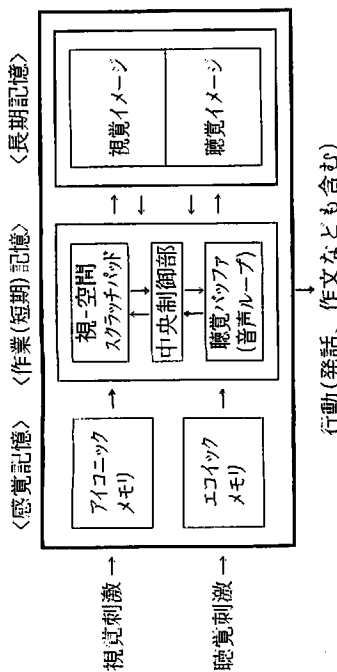 〈感覚記憶〉
〈作業(短期)記憶〉
〈長期記憶〉
視覚刺激→
アイコニック
メモリ
視-空間
スクラッチパッド
視覚イメージ
中央制御部
聴覚刺激→
エコイック
メモリ
聴覚バッファ
(音声ループ)
聴覚イメージ
行動(発話、作文なども含む)